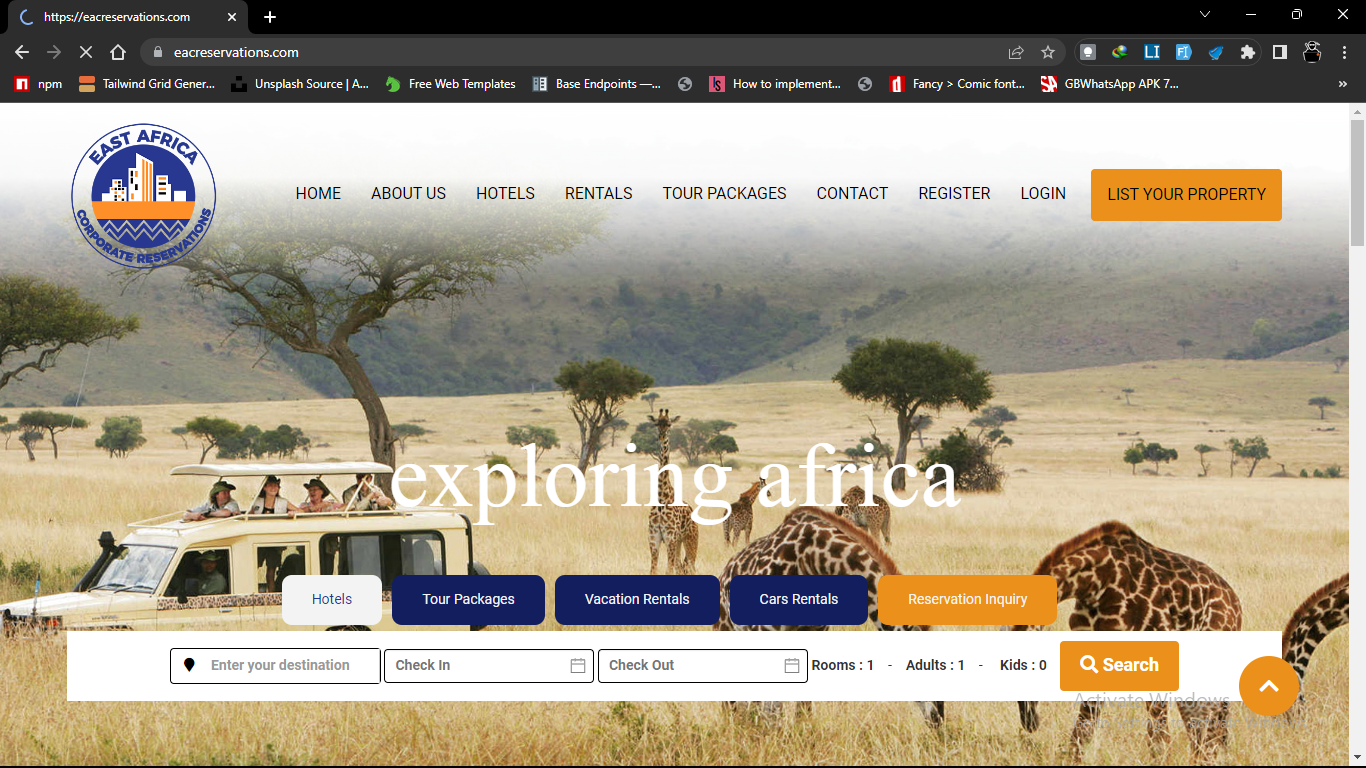 https://eacreservations.com
eacreservations.com
npm
Tailwind Grid Gener...
Unsplash Source | A...
Free Web Templates
Base Endpoints —...
How to implement...
Fancy > Comic font...
GBWhatsApp APK 7...
EAST AFRICA
CORPORATE RESERVATIONS
HOME
ABOUT US
HOTELS
RENTALS
TOUR PACKAGES
CONTACT
REGISTER
LOGIN
LIST YOUR PROPERTY
exploring africa
Hotels
Tour Packages
Vacation Rentals
Cars Rentals
Reservation Inquiry
Enter your destination
Check In
Check Out
Rooms : 1 - Adults : 1 - Kids : 0
Search
Activate Windows